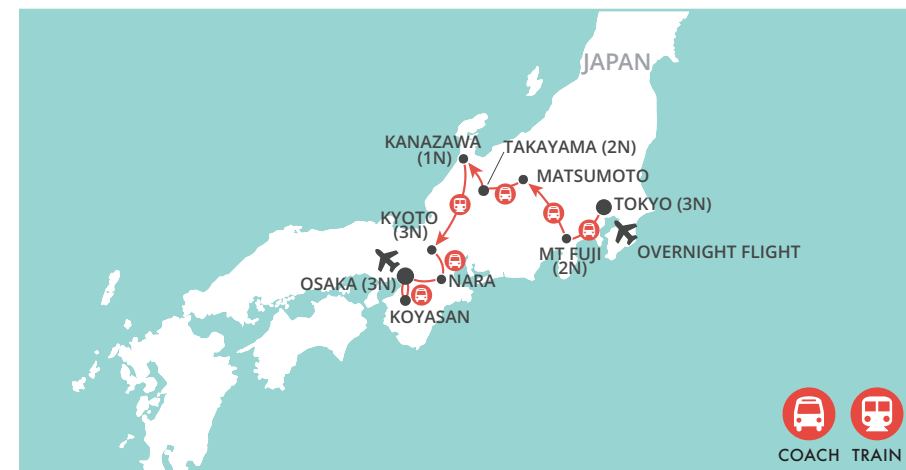 JAPAN
KANAZAWA
(1N)
TAKAYAMA (2N)
MATSUMOTO
TOKYO (3N)
KYOTO
(3N)
MT FUJI
(2N)
OVERNIGHT FLIGHT
OSAKA (3N)
NARA
KOYASAN
COACH
TRAIN